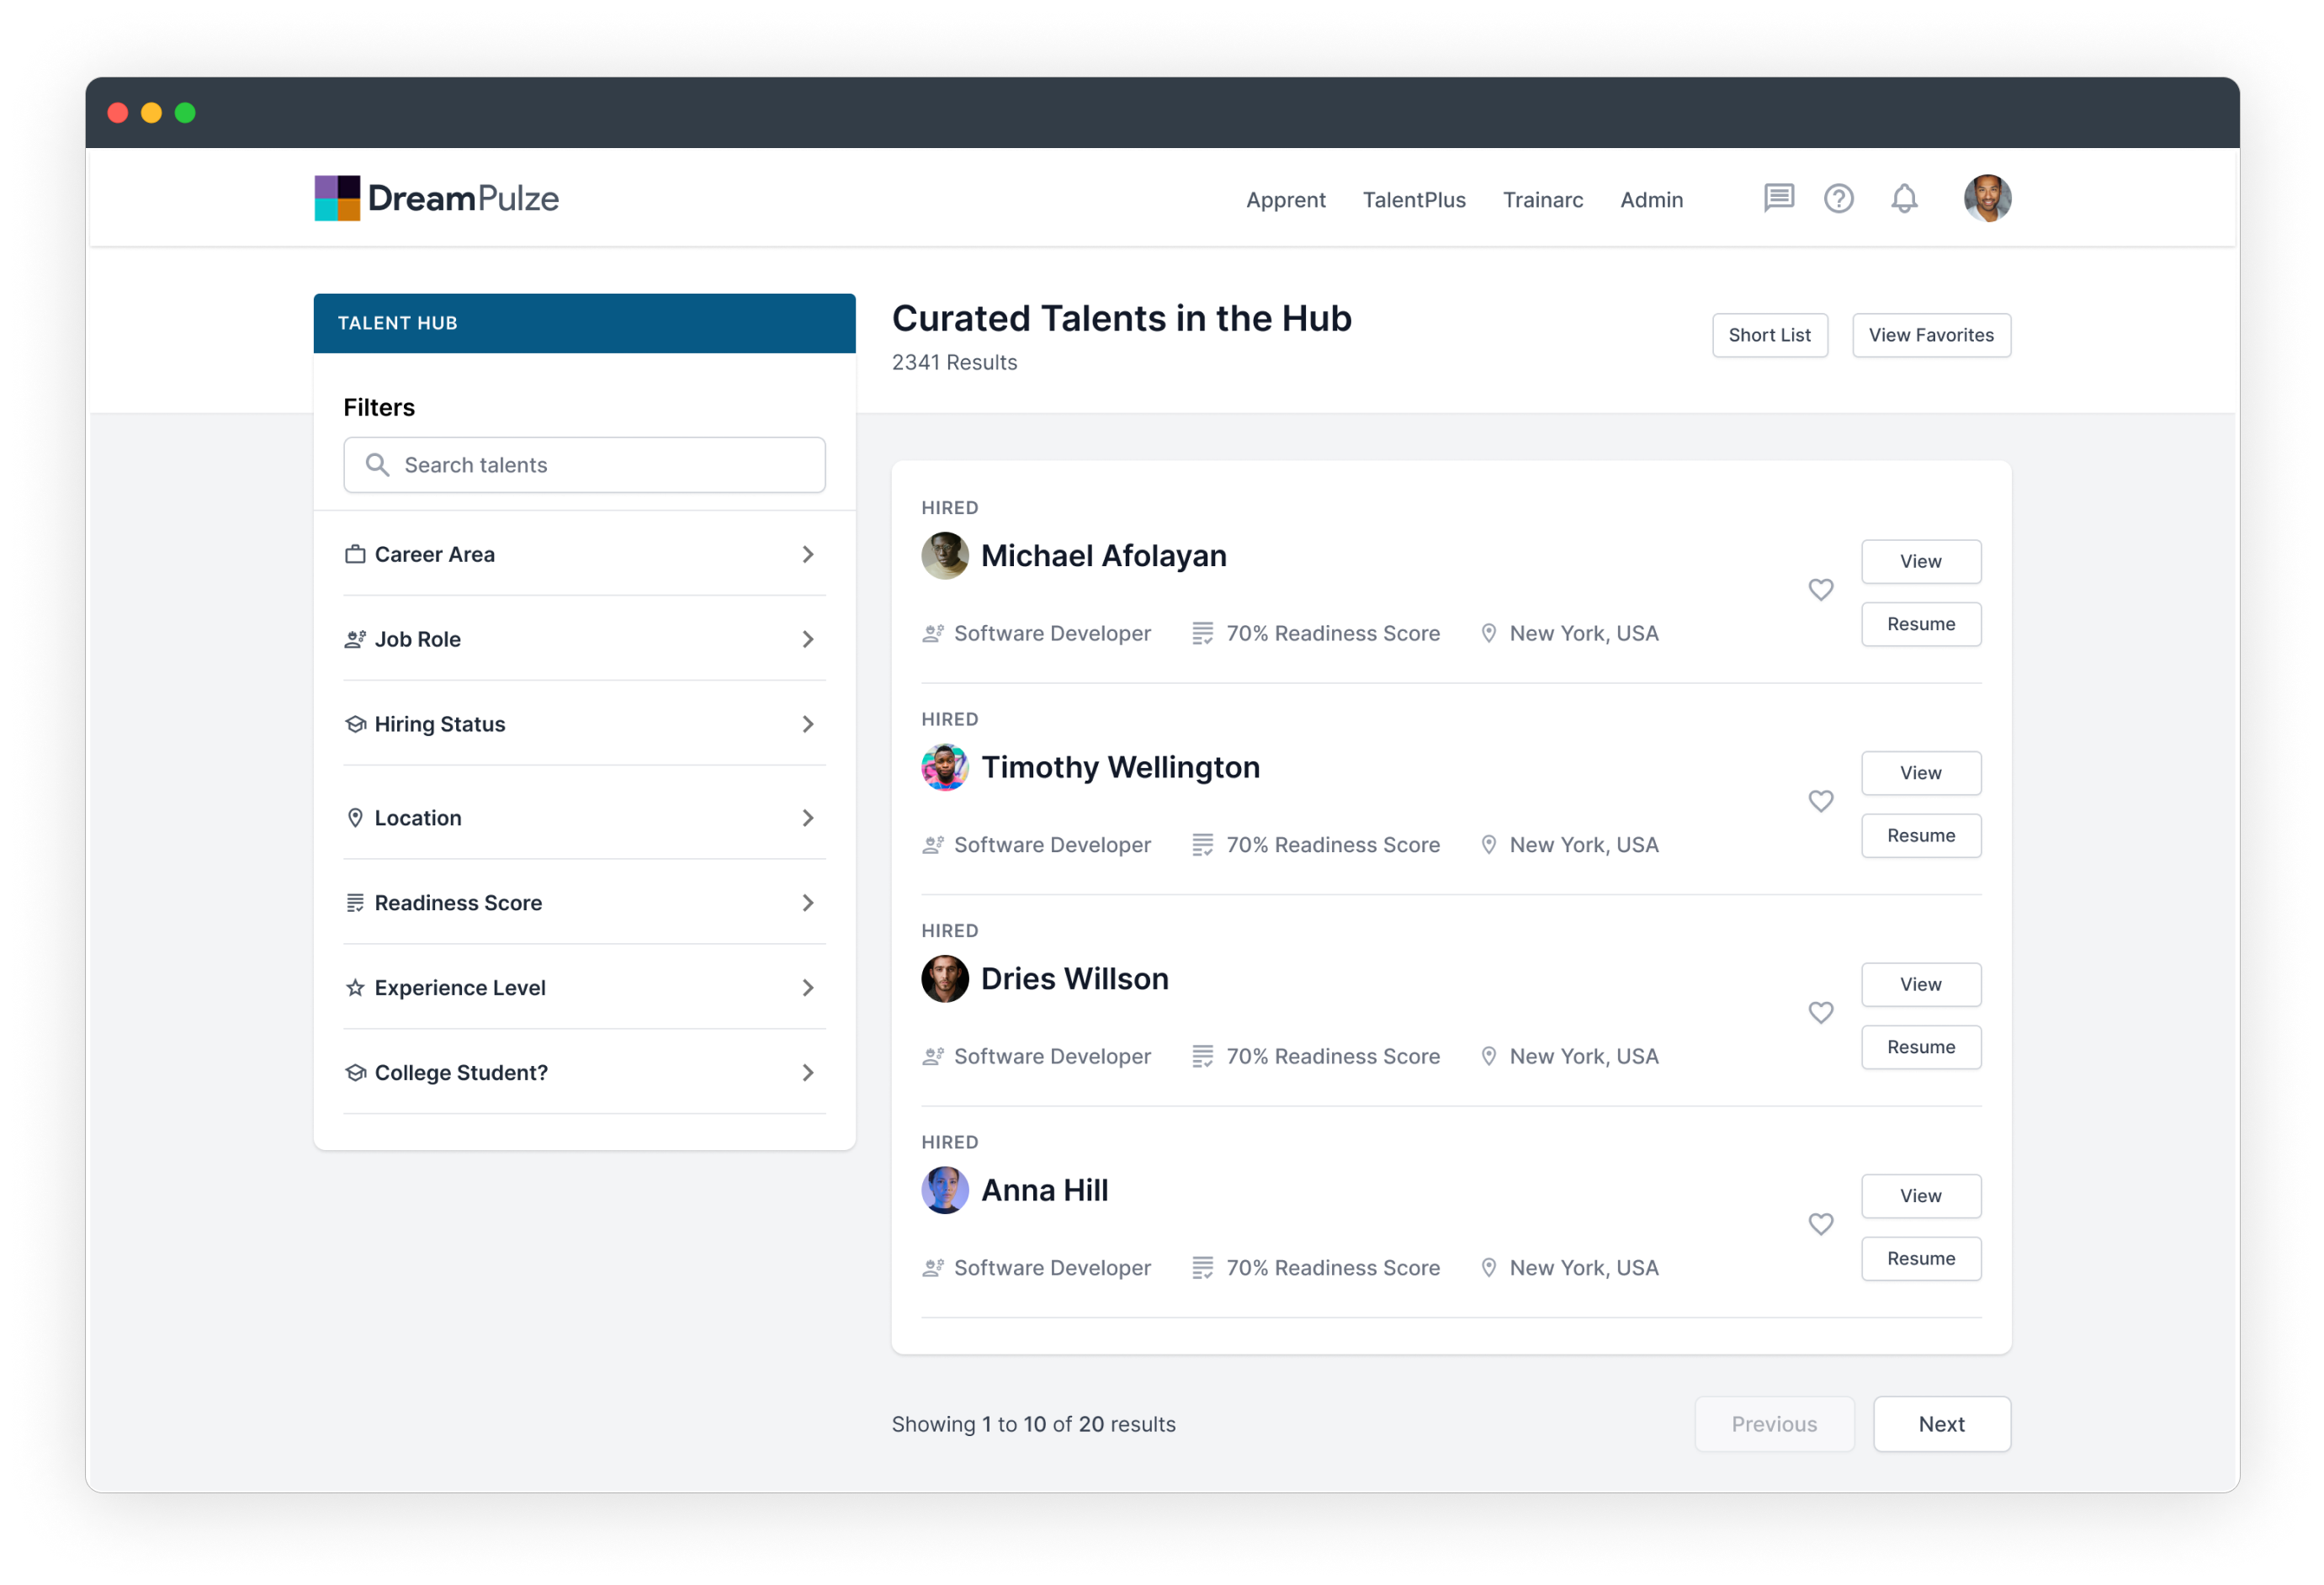 DreamPulze
Apprent TalentPlus Trainarc Admin
TALENT HUB
Filters
Search talents
Career Area
Job Role
Hiring Status
Location
Readiness Score
Experience Level
College Student?
Curated Talents in the Hub
2341 Results
Short List View Favorites
HIRED
Michael Afolayan
Software Developer 70% Readiness Score New York, USA
View
Resume
HIRED
Timothy Wellington
Software Developer 70% Readiness Score New York, USA
View
Resume
HIRED
Dries Willson
Software Developer 70% Readiness Score New York, USA
View
Resume
HIRED
Anna Hill
Software Developer 70% Readiness Score New York, USA
View
Resume
Showing 1 to 10 of 20 results
Previous Next